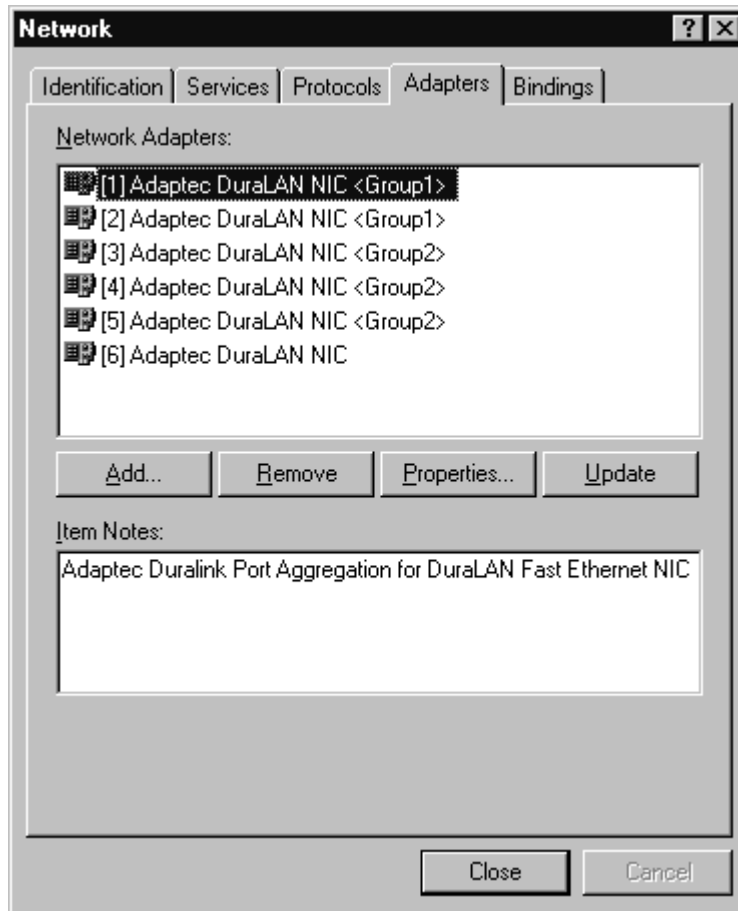 Network
Identification Services Protocols Adapters Bindings
Network Adapters:
[1] Adaptec DuraLAN NIC <Group1>
[2] Adaptec DuraLAN NIC <Group1>
[3] Adaptec DuraLAN NIC <Group2>
[4] Adaptec DuraLAN NIC <Group2>
[5] Adaptec DuraLAN NIC <Group2>
[6] Adaptec DuraLAN NIC
Add... Remove Properties... Update
Item Notes:
Adaptec Duralink Port Aggregation for DuraLAN Fast Ethernet NIC
Close Cancel